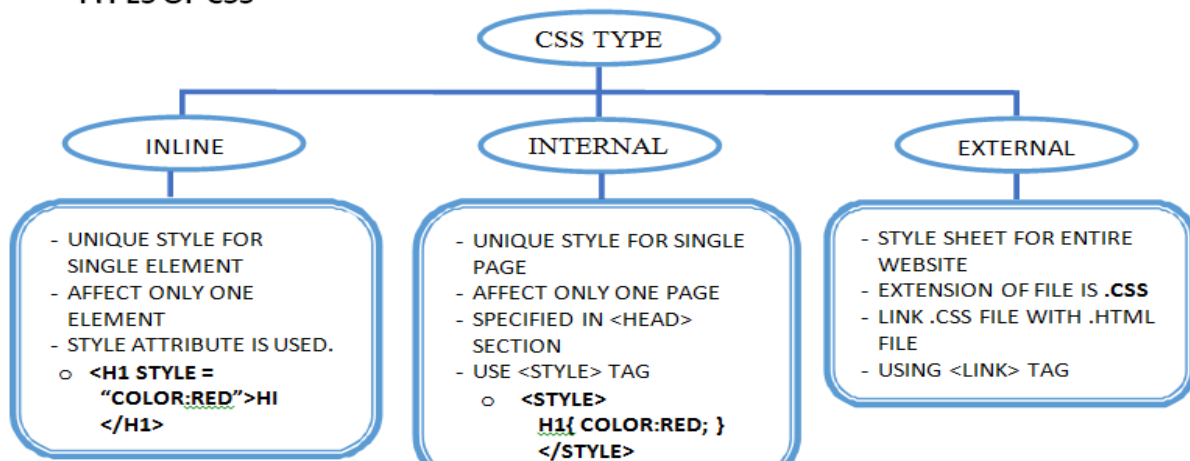 TYPES OF CSS
CSS TYPE
INLINE
INTERNAL
EXTERNAL
- UNIQUE STYLE FOR
SINGLE ELEMENT
- AFFECT ONLY ONE
ELEMENT
- STYLE ATTRIBUTE IS USED.
o <H1 STYLE =
“COLOR:RED”>HI
</H1>
- UNIQUE STYLE FOR SINGLE
PAGE
- AFFECT ONLY ONE PAGE
- SPECIFIED IN <HEAD>
SECTION
- USE <STYLE> TAG
o <STYLE>
H1{ COLOR:RED; }
</STYLE>
- STYLE SHEET FOR ENTIRE
WEBSITE
- EXTENSION OF FILE IS .CSS
- LINK .CSS FILE WITH .HTML
FILE
- USING <LINK> TAG